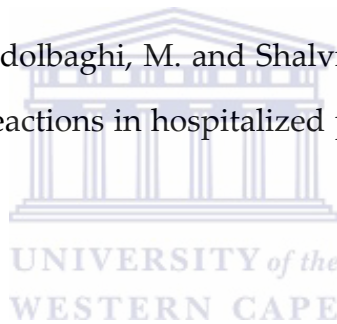 dolbaghi, M. and Shalv
eactions in hospitalized
UNIVERSITY of the
WESTERN CAPE